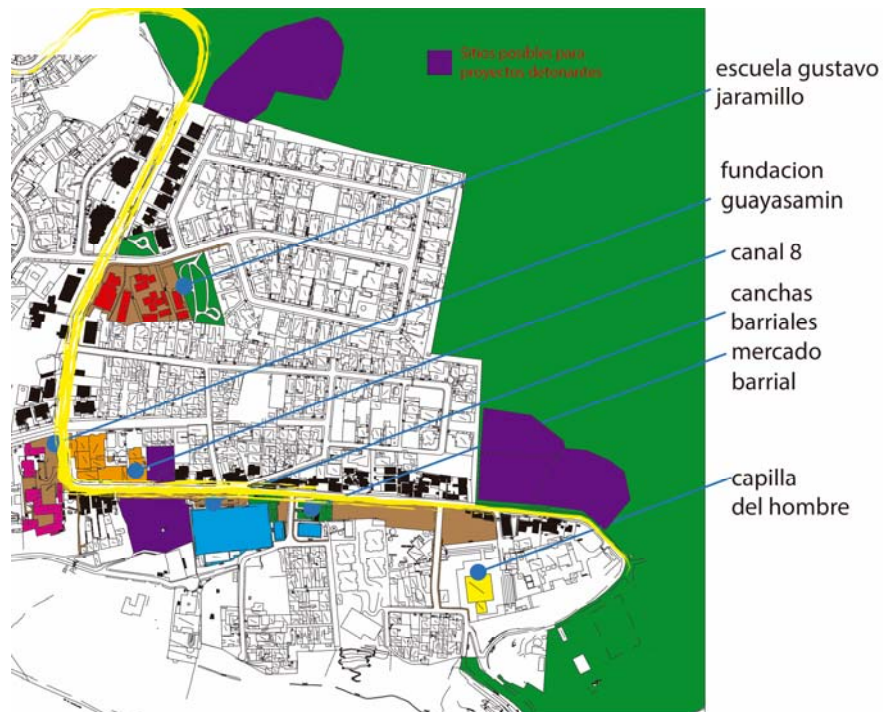 Sitios posibles para
proyectos detonantes
escuela gustavo
jaramillo
fundacion
guayasamin
canal 8
canchas
barriales
mercado
barrial
capilla
del hombre